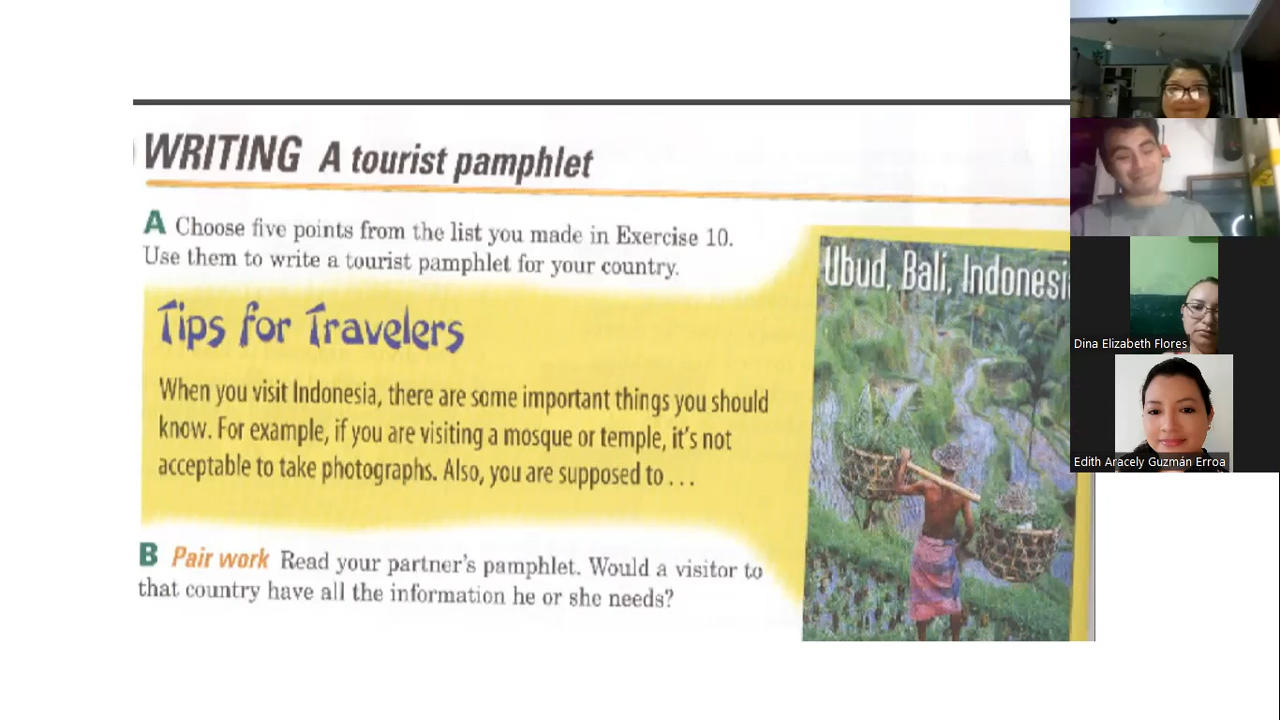 WRITING A tourist pamphlet
A Choose five points from the list you made in Exercise 10.
Use them to write a tourist pamphlet for your country.
Tips for Travelers
When you visit Indonesia, there are some important things you should
know. For example, if you are visiting a mosque or temple, it's not
acceptable to take photographs. Also, you are supposed to . . .
B Pair work Read your partner's pamphlet. Would a visitor to
that country have all the information he or she needs?
Ubud, Bali, Indonesi
Dina Elizabeth Flores
Edith Aracely Guzmán Erroa